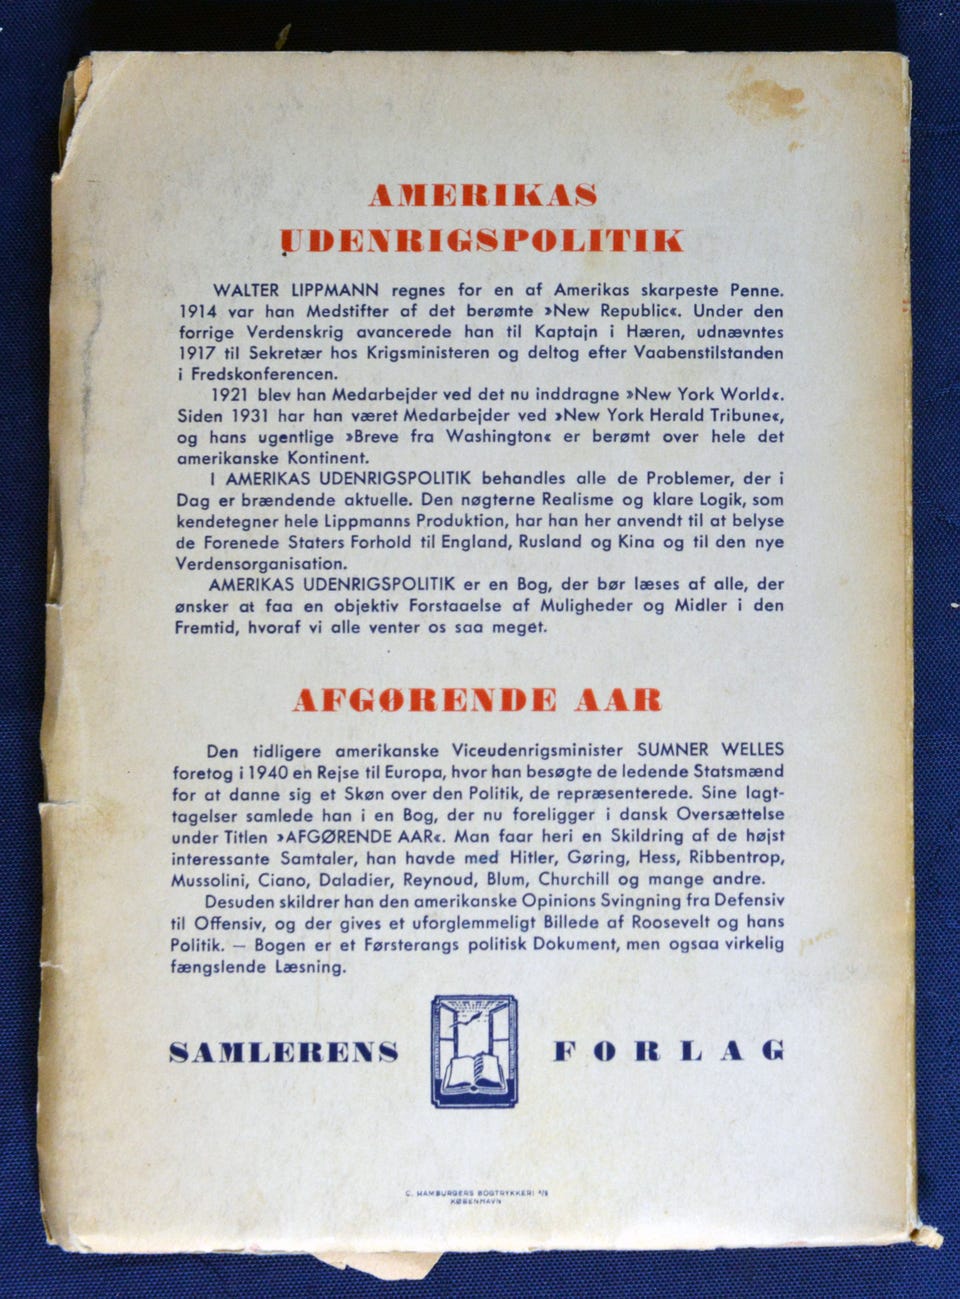 AMERIKAS
UDENRIGSPOLITIK
WALTER LIPPMANN regnes for en af Amerikas skarpeste Penne.
1914 var han Medstifter af det berømte »New Republic«. Under den
forrige Verdenskrig avancerede han til Kaptajn i Hæren, udnævntes
1917 til Sekretær hos Krigsministeren og deltog efter Vaabenstilstanden
i Fredskonferencen.
1921 blev han Medarbejder ved det nu inddragne »New York World«.
Siden 1931 har han været Medarbejder ved »New York Herald Tribune«,
og hans ugentlige »Breve fra Washington« er berømt over hele det
amerikanske Kontinent.
I AMERIKAS UDENRIGSPOLITIK behandles alle de Problemer, der i
Dag er brændende aktuelle. Den nøgterne Realisme og klare Logik, som
kendetegner hele Lippmanns Produktion, har han her anvendt til at belyse
de Forenede Staters Forhold til England, Rusland og Kina og til den nye
Verdensorganisation.
AMERIKAS UDENRIGSPOLITIK er en Bog, der bør læses af alle, der
ønsker at faa en objektiv Forstaaelse af Muligheder og Midler i den
Fremtid, hvoraf vi alle venter os saa meget.
AFGØRENDE AAR
Den tidligere amerikanske Viceudenrigsminister SUMNER WELLES
foretog i 1940 en Rejse til Europa, hvor han besøgte de ledende Statsmænd
for at danne sig et Skøn over den Politik, de repræsenterede. Sine Iagt-
tagelser samlede han i en Bog, der nu foreligger i dansk Oversættelse
under Titlen »AFGØRENDE AAR«. Man faar heri en Skildring af de højst
interessante Samtaler, han havde med Hitler, Gøring, Hess, Ribbentrop,
Mussolini, Ciano, Daladier, Reynoud, Blum, Churchill og mange andre.
Desuden skildrer han den amerikanske Opinions Svingning fra Defensiv
til Offensiv, og der gives et uforglemmeligt Billede af Roosevelt og hans
Politik. — Bogen er et Førsterangs politisk Dokument, men ogsaa virkelig
fængslende Læsning.
SAMLERENS FORLAG
C. HAMBURGERS BOGTRYKKERI A/S
KØBENHAVN